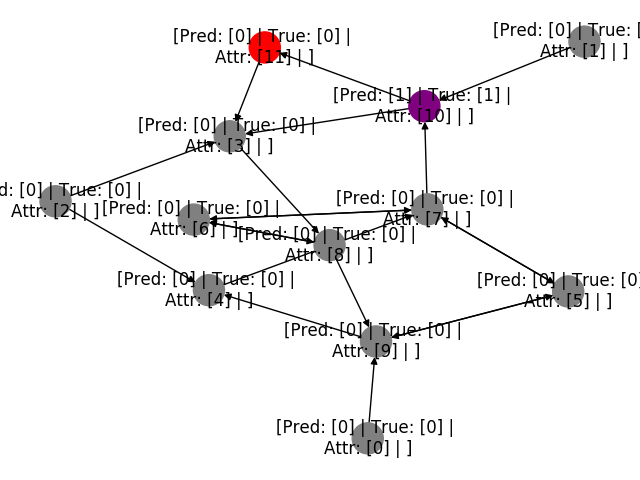 [Pred: [0] | True: [0] |
Attr: [11] | ]
[Pred: [0] | True: [
Attr: [1] | ]
[Pred: [1] | True: [1] |
Attr: [10] | ]
[Pred: [0] | True: [0] |
Attr: [3] | ]
d: [0] | True: [0] |
Attr: [2] | ]
[Pred: [0] | True: [0] |
Attr: [6] | ]
[Pred: [0] | True: [0] |
Attr: [7] | ]
[Pred: [0] | True: [0] |
Attr: [8] | ]
[Pred: [0] | True: [0] |
Attr: [4] | ]
[Pred: [0] | True: [0]
Attr: [5] | ]
[Pred: [0] | True: [0] |
Attr: [9] | ]
[Pred: [0] | True: [0] |
Attr: [0] | ]